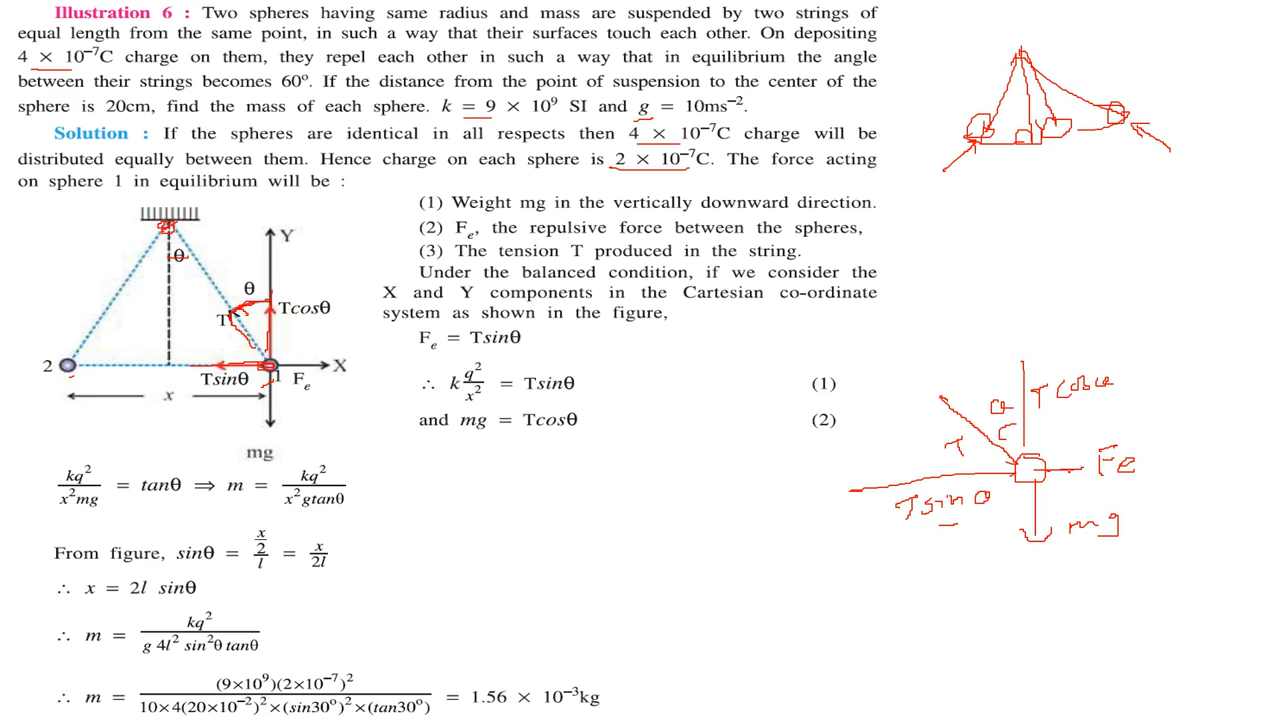 Illustration 6 : Two spheres having same radius and mass are suspended by two strings of
equal length from the same point, in such a way that their surfaces touch each other. On depositing
4 × 10⁻⁷C charge on them, they repel each other in such a way that in equilibrium the angle
between their strings becomes 60°. If the distance from the point of suspension to the center of the
sphere is 20cm, find the mass of each sphere. k = 9 × 10⁹ SI and g = 10ms⁻².
Solution : If the spheres are identical in all respects then 4 × 10⁻⁷C charge will be
distributed equally between them. Hence charge on each sphere is 2 × 10⁻⁷C. The force acting
on sphere 1 in equilibrium will be :
(1) Weight mg in the vertically downward direction.
(2) Fₑ, the repulsive force between the spheres,
(3) The tension T produced in the string.
Under the balanced condition, if we consider the
X and Y components in the Cartesian co-ordinate
system as shown in the figure,
Fₑ = Tsinθ
∴ k q²/x² = Tsinθ (1)
and mg = Tcosθ (2)
Y
θ
θ
Tcosθ
T
2
X
Tsinθ
1
Fₑ
x
mg
kq²/x²mg = tanθ ⇒ m = kq²/x²gtanθ
From figure, sinθ = (x/2)/l = x/2l
∴ x = 2l sinθ
∴ m = kq²/g 4l² sin²θ tanθ
∴ m = (9×10⁹)(2×10⁻⁷)²/10×4(20×10⁻²)²×(sin30°)²×(tan30°) = 1.56 × 10⁻³kg
T cosθ
θ
T
Fe
T sinθ
mg